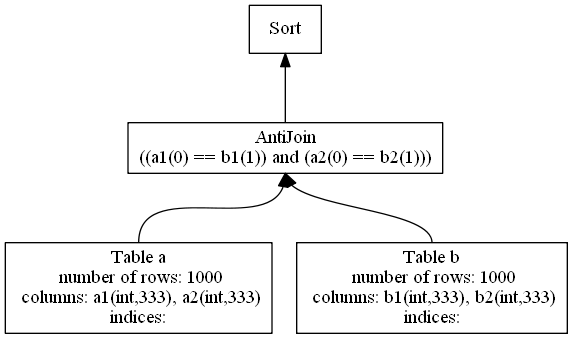 Sort
AntiJoin
((a1(0) == b1(1)) and (a2(0) == b2(1)))
Table a
number of rows: 1000
columns: a1(int,333), a2(int,333)
indices:
Table b
number of rows: 1000
columns: b1(int,333), b2(int,333)
indices: